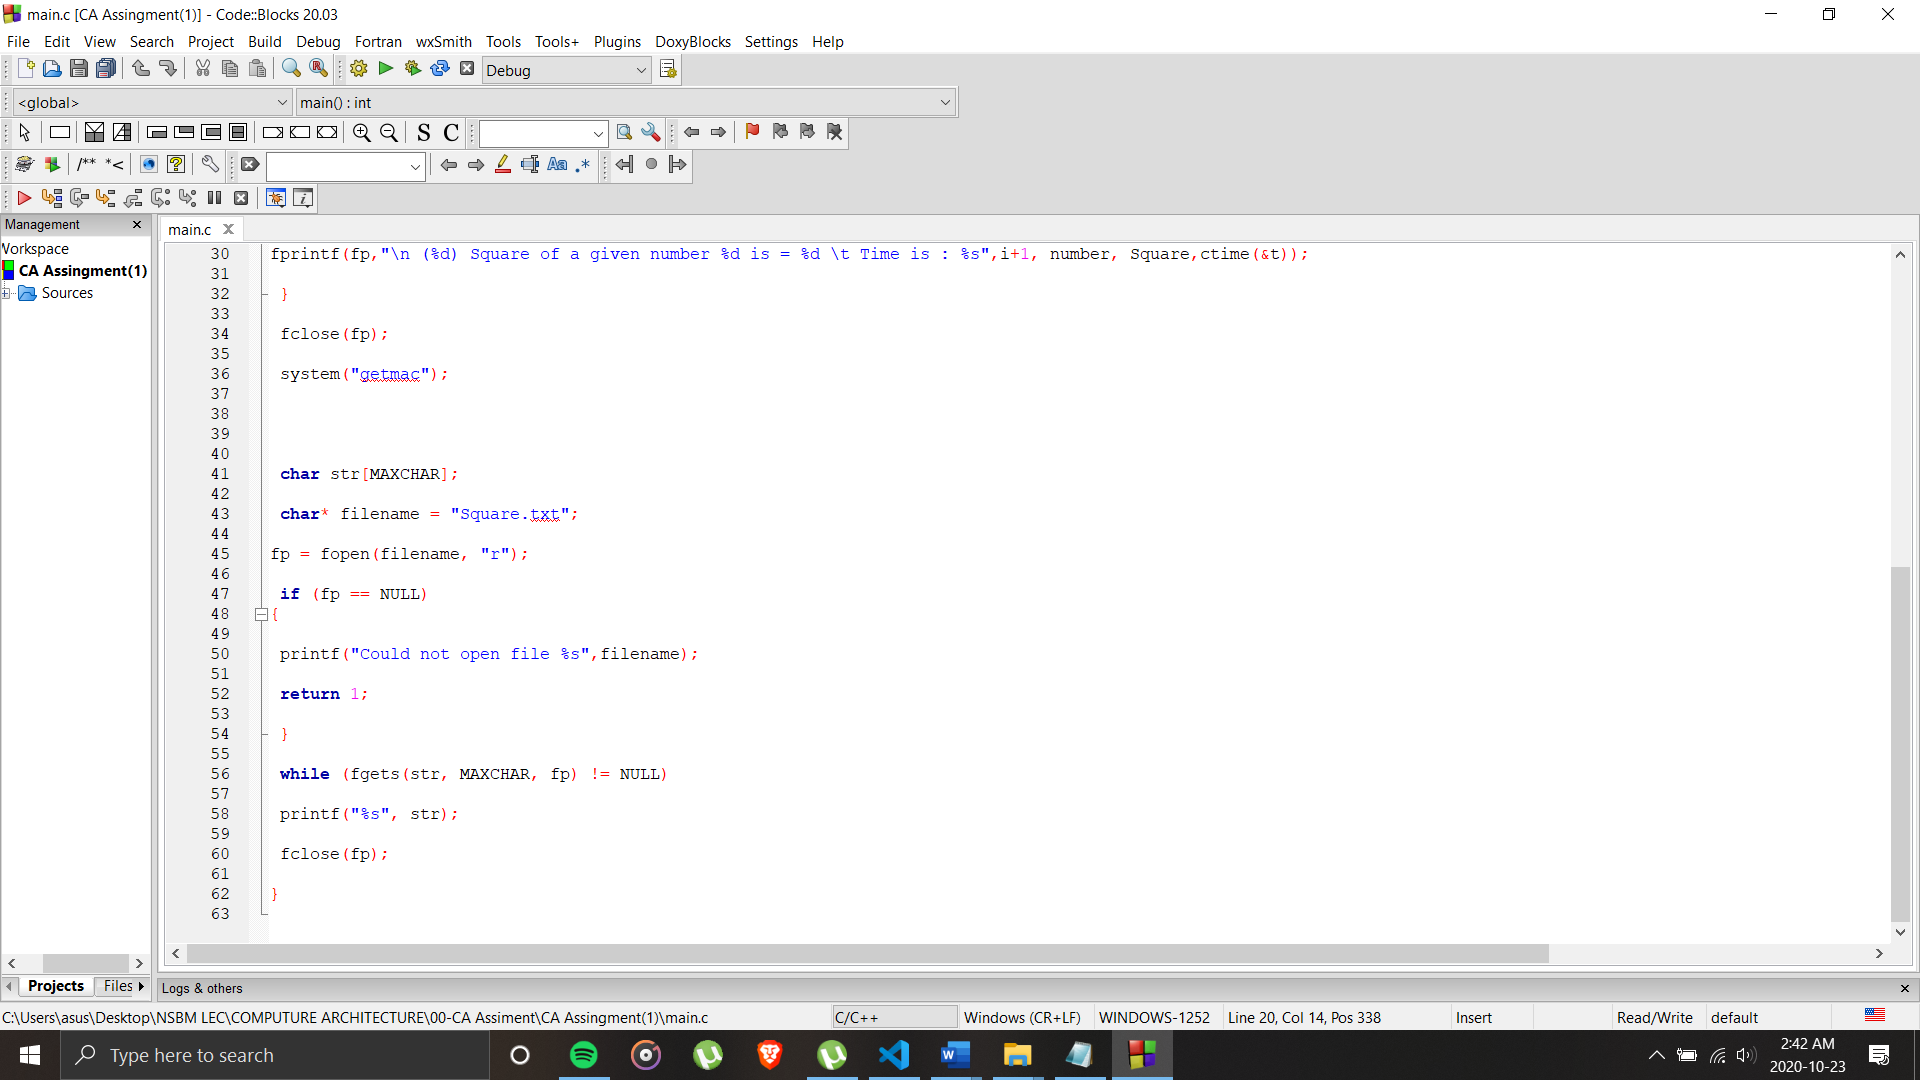 main.c [CA Assingment(1)] - Code::Blocks 20.03
File Edit View Search Project Build Debug Fortran wxSmith Tools Tools+ Plugins DoxyBlocks Settings Help
Debug
<global> main() : int
S C
/** *< Aa .*
Management
Workspace
CA Assingment(1)
Sources
main.c
30 fprintf(fp,"\n (%d) Square of a given number %d is = %d \t Time is : %s",i+1, number, Square,ctime(&t));
31
32 }
33
34 fclose(fp);
35
36 system("getmac");
37
38
39
40
41 char str[MAXCHAR];
42
43 char* filename = "Square.txt";
44
45 fp = fopen(filename, "r");
46
47 if (fp == NULL)
48 {
49
50 printf("Could not open file %s",filename);
51
52 return 1;
53
54 }
55
56 while (fgets(str, MAXCHAR, fp) != NULL)
57
58 printf("%s", str);
59
60 fclose(fp);
61
62 }
63
Projects Files
Logs & others
C:\Users\asus\Desktop\NSBM LEC\COMPUTURE ARCHITECTURE\00-CA Assiment\CA Assingment(1)\main.c C/C++ Windows (CR+LF) WINDOWS-1252 Line 20, Col 14, Pos 338 Insert Read/Write default
Type here to search
2:42 AM
2020-10-23